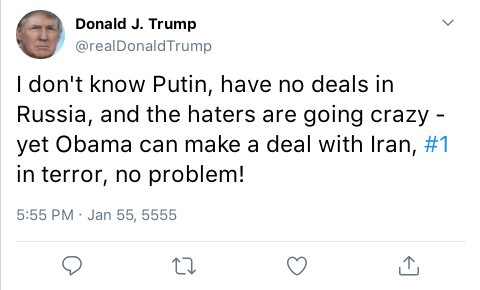 Donald J. Trump
@realDonaldTrump
I don't know Putin, have no deals in
Russia, and the haters are going crazy -
yet Obama can make a deal with Iran, #1
in terror, no problem!
5:55 PM · Jan 55, 5555